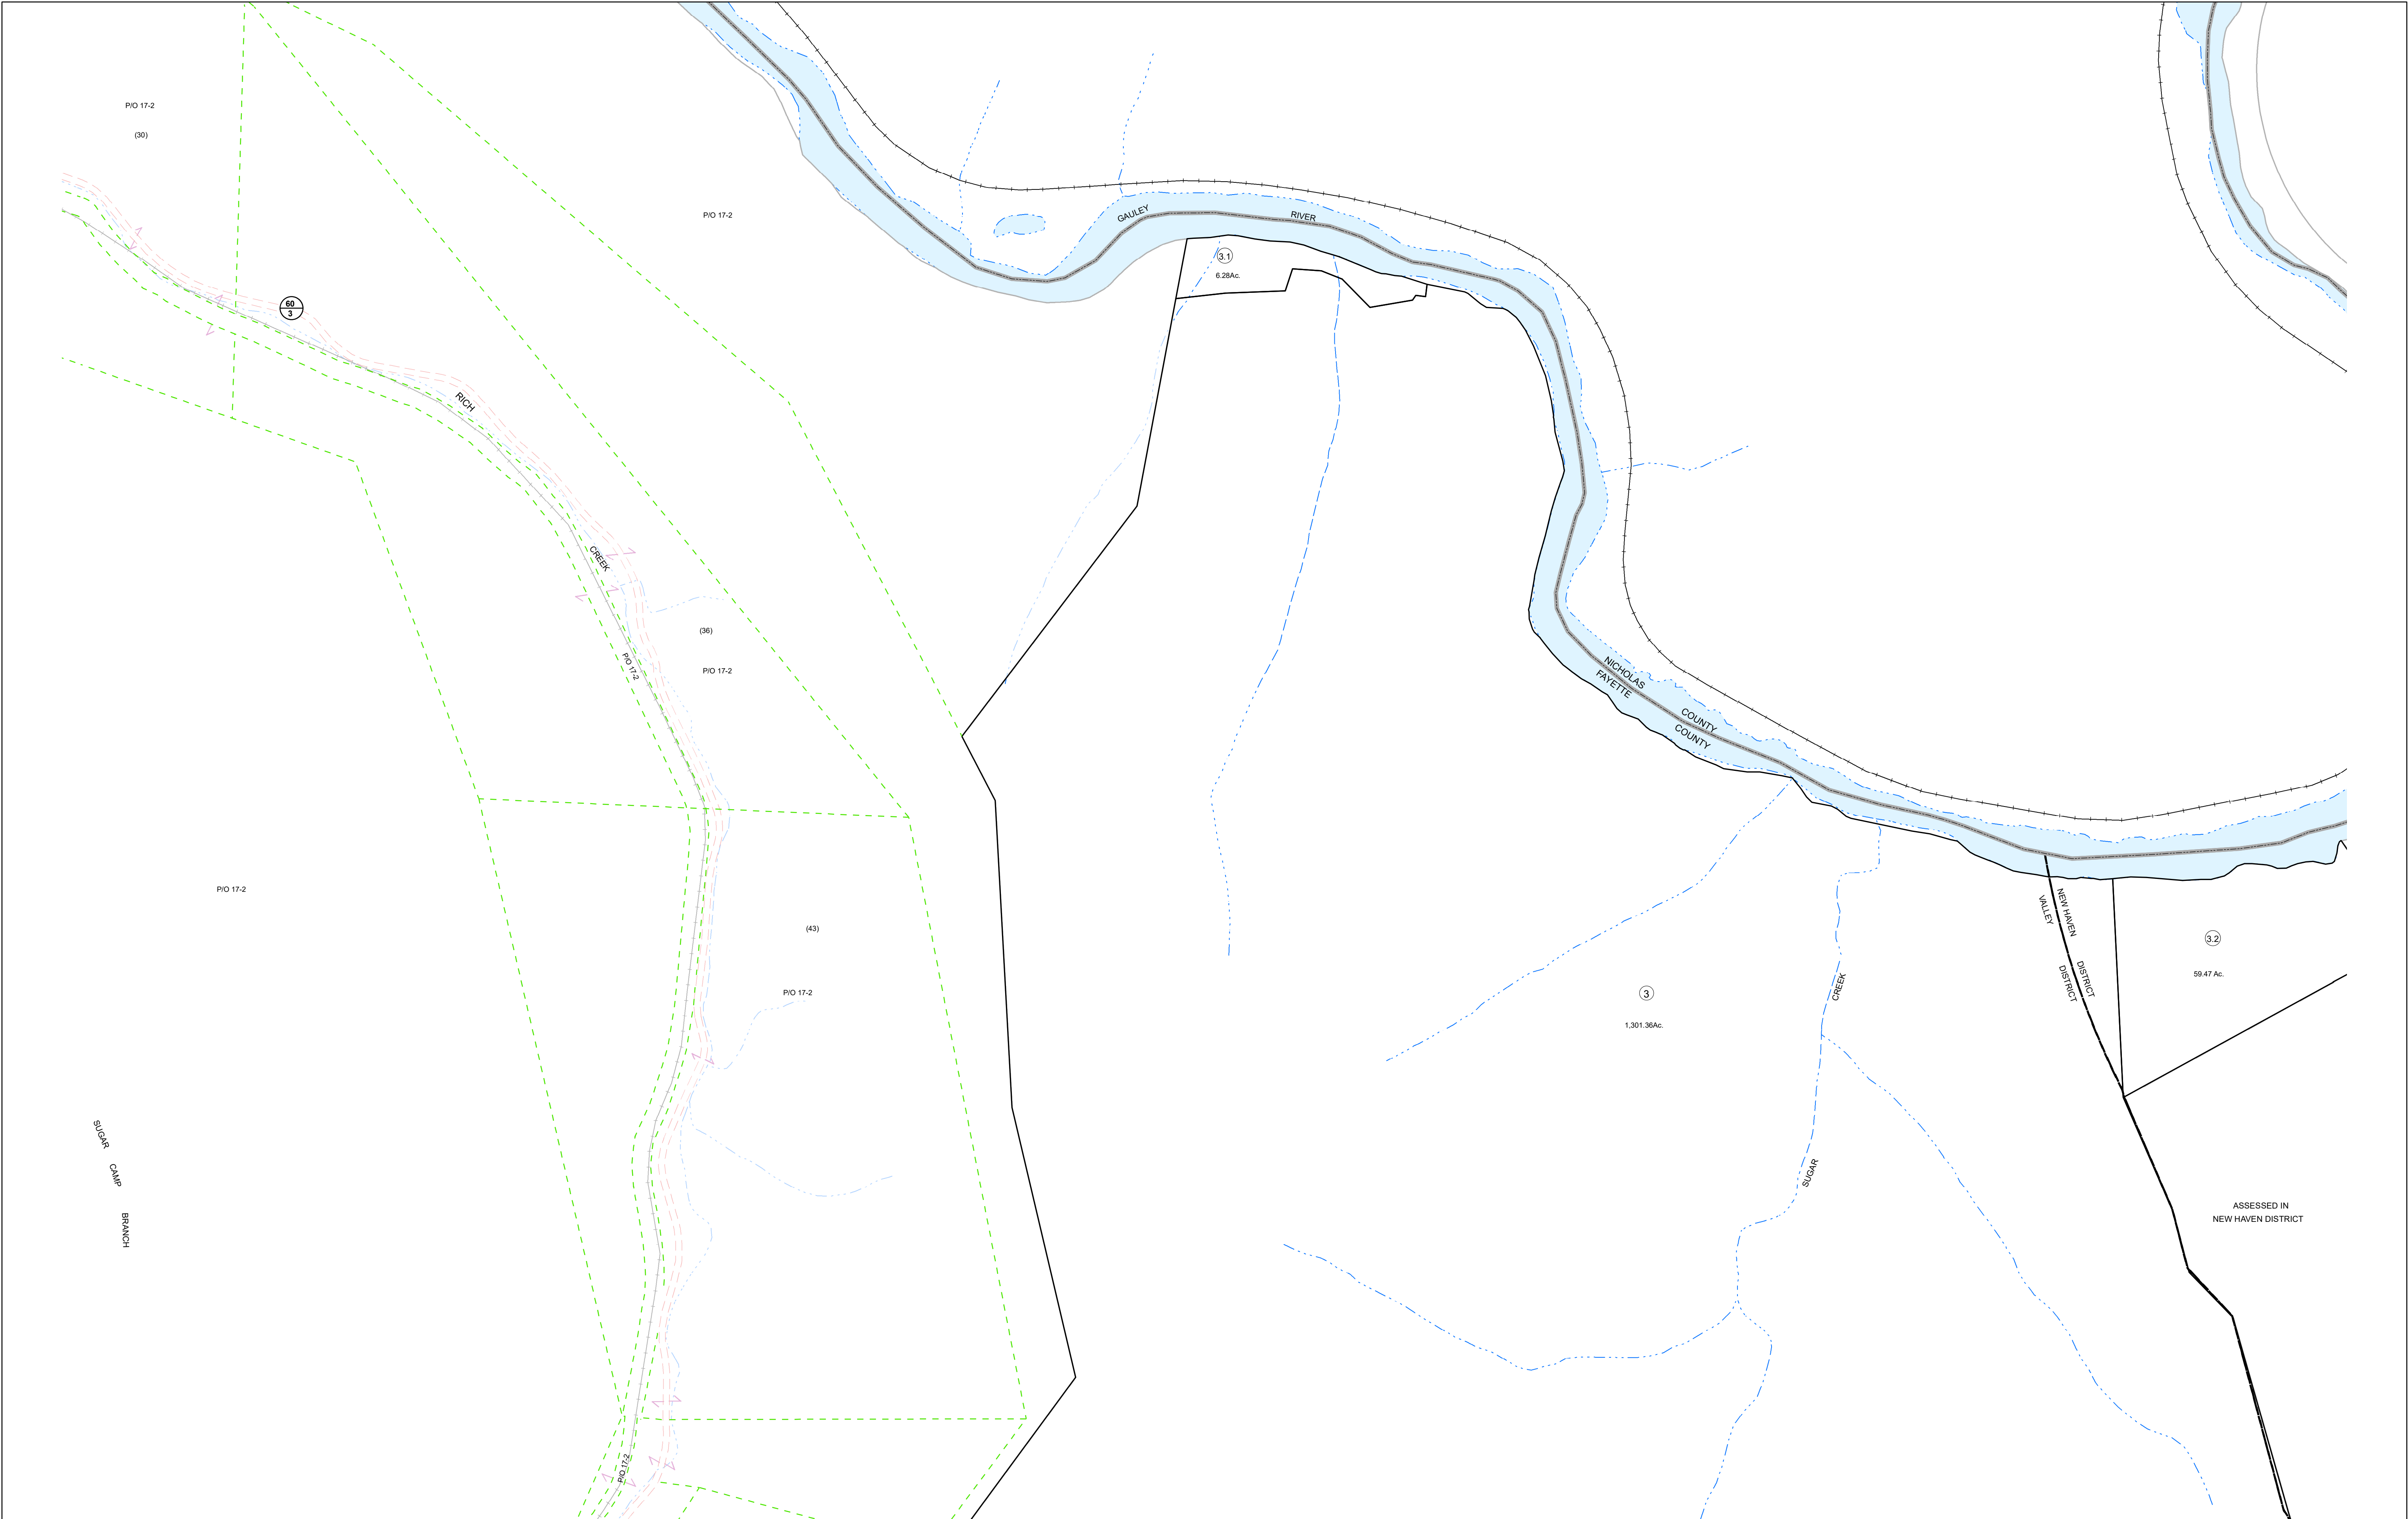 P/O 17-2
(30)
P/O 17-2
GAULEY
RIVER
3.1
6.28Ac.
60
3
RICH
CREEK
(36)
P/O 17-2
P/O 17-2
NICHOLAS
COUNTY
FAYETTE
COUNTY
P/O 17-2
(43)
P/O 17-2
NEW HAVEN
DISTRICT
VALLEY
DISTRICT
3.2
59.47 Ac.
3
1,301.36Ac.
SUGAR
CREEK
SUGAR
CAMP
BRANCH
ASSESSED IN
NEW HAVEN DISTRICT
P/O 17-2